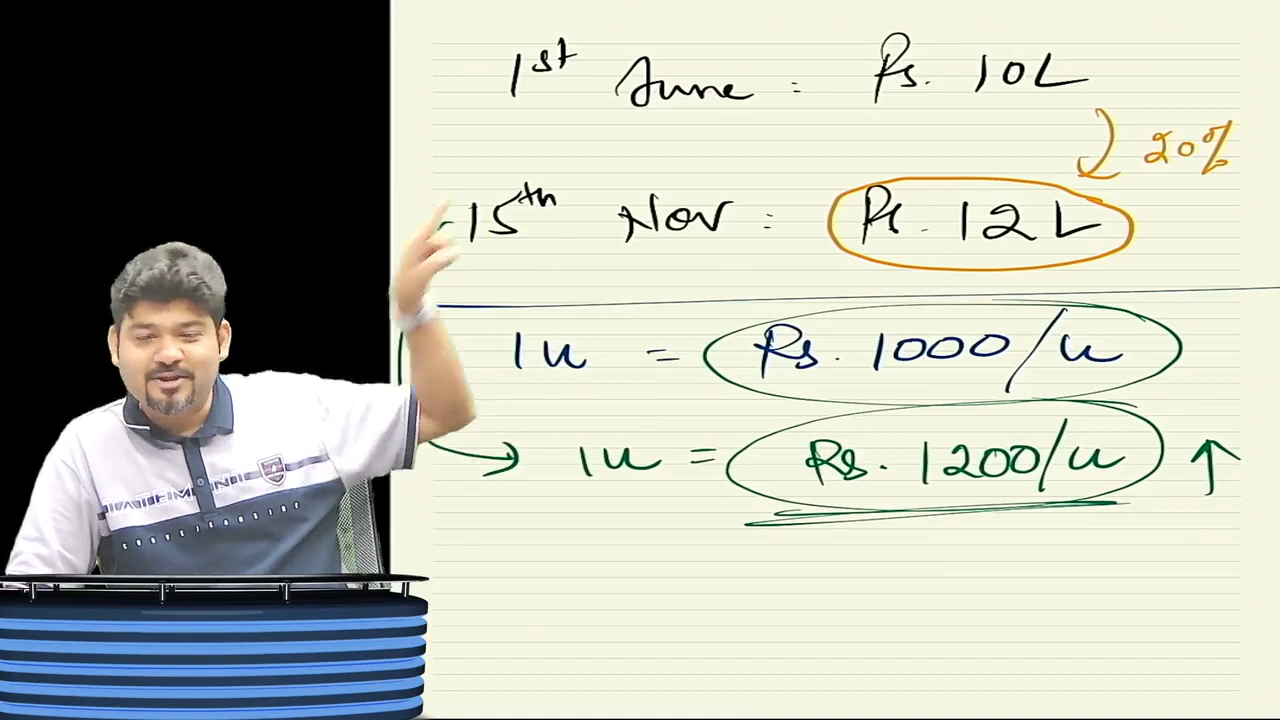 1st June : Rs. 10L
20%
15th Nov : Rs. 12L
1u = Rs. 1000/u
1u = Rs. 1200/u ↑